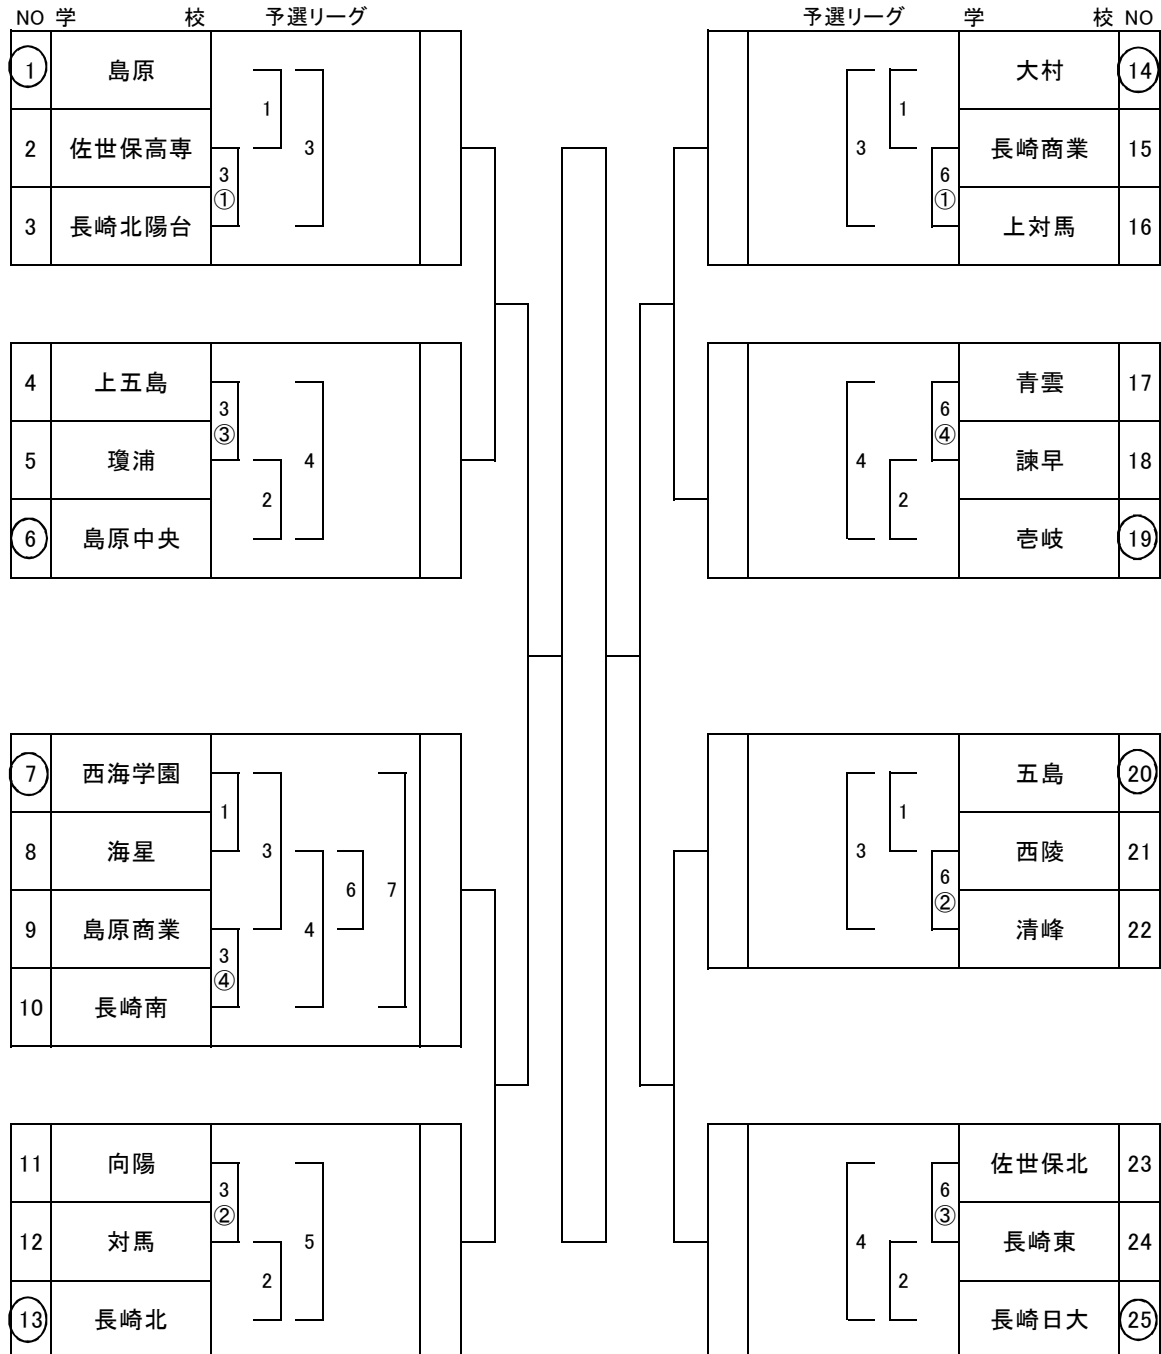 NO 学 校 予選リーグ
1 島原
2 佐世保高専
3 長崎北陽台
1
3
3
①
4 上五島
5 瓊浦
6 島原中央
3
③
4
2
7 西海学園
8 海星
9 島原商業
10 長崎南
1
3
6
7
4
3
④
11 向陽
12 対馬
13 長崎北
3
②
5
2
予選リーグ 学 校 NO
大村 14
長崎商業 15
上対馬 16
1
3
6
①
青雲 17
諫早 18
壱岐 19
6
④
4
2
五島 20
西陵 21
清峰 22
1
3
6
②
佐世保北 23
長崎東 24
長崎日大 25
6
③
4
2